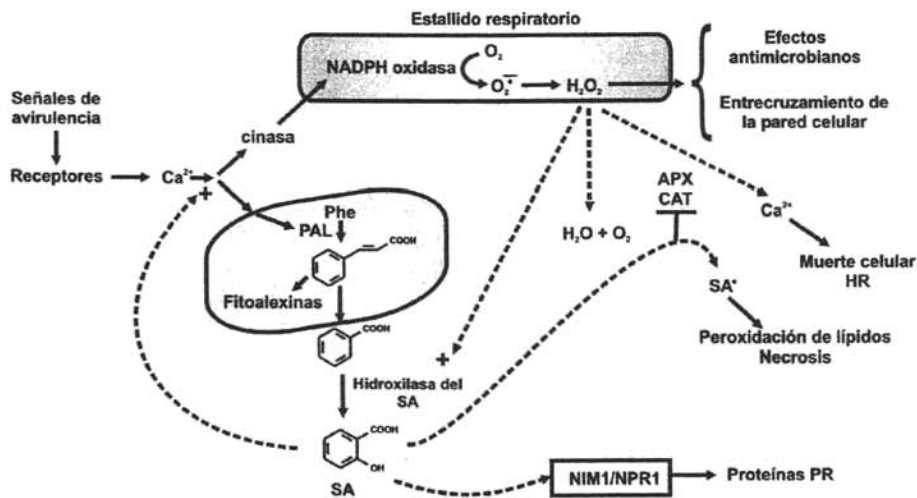 Estallido respiratorio
NADPH oxidasa
O₂
O₂•̅
H₂O₂
Efectos
antimicrobianos
Entrecruzamiento de
la pared celular
Señales de
avirulencia
Receptores
Ca²⁺
+
cinasa
Phe
PAL
COOH
Fitoalexinas
COOH
Hidroxilasa del
SA
+
COOH
OH
SA
H₂O + O₂
APX
CAT
Ca²⁺
Muerte celular
HR
SA•
Peroxidación de lípidos
Necrosis
NIM1/NPR1
Proteínas PR